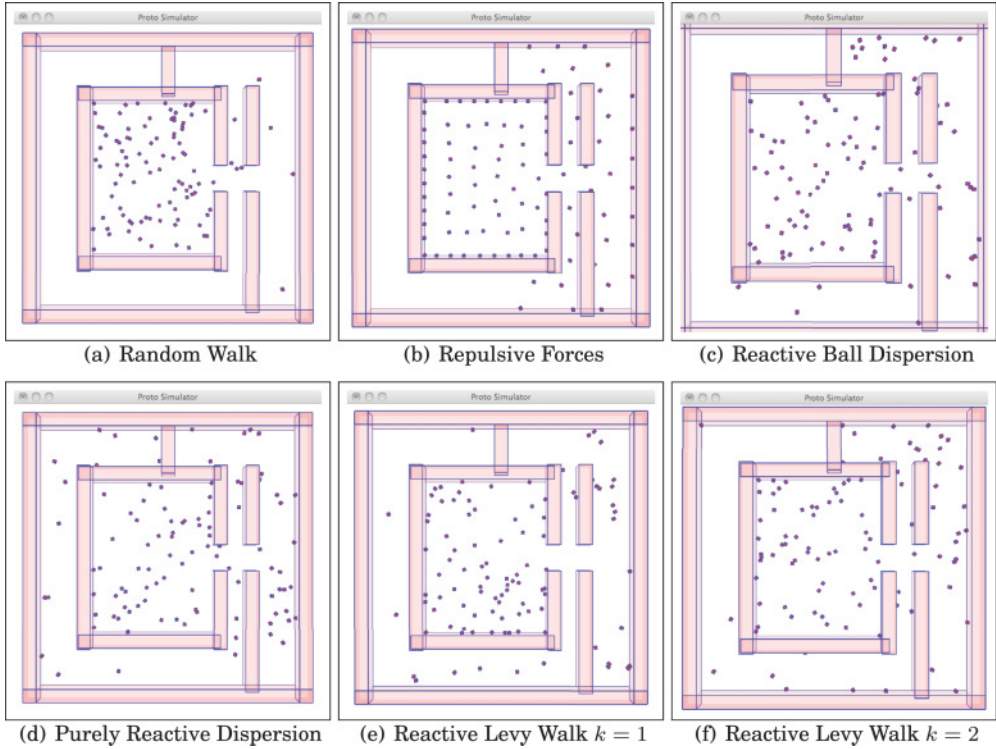 Proto Simulator
Proto Simulator
Proto Simulator
(a) Random Walk
(b) Repulsive Forces
(c) Reactive Ball Dispersion
Proto Simulator
Proto Simulator
Proto Simulator
(d) Purely Reactive Dispersion
(e) Reactive Levy Walk k = 1
(f) Reactive Levy Walk k = 2